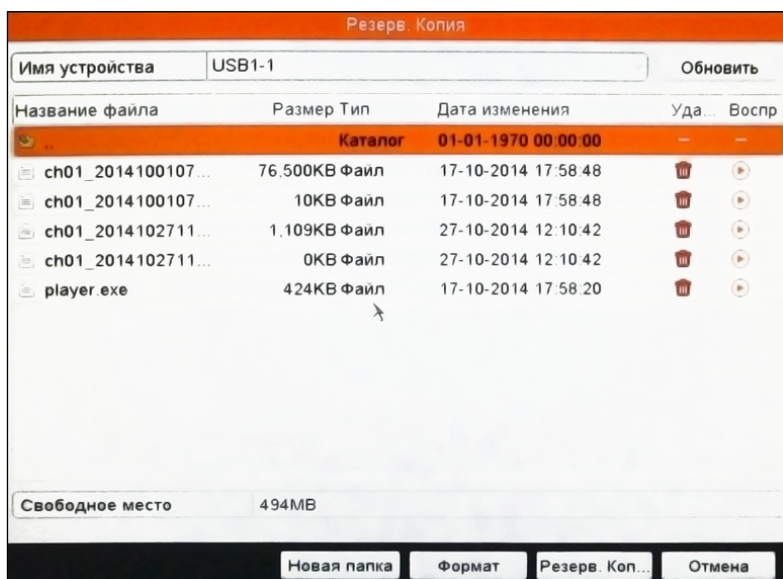 Резерв. Копия
Имя устройства USB1-1 Обновить
Название файла Размер Тип Дата изменения Уда... Воспр
.. Каталог 01-01-1970 00:00:00 — —
ch01_2014100107... 76,500KB Файл 17-10-2014 17:58:48
ch01_2014100107... 10KB Файл 17-10-2014 17:58:48
ch01_2014102711... 1,109KB Файл 27-10-2014 12:10:42
ch01_2014102711... 0KB Файл 27-10-2014 12:10:42
player.exe 424KB Файл 17-10-2014 17:58:20
Свободное место 494MB
Новая папка Формат Резерв. Коп... Отмена